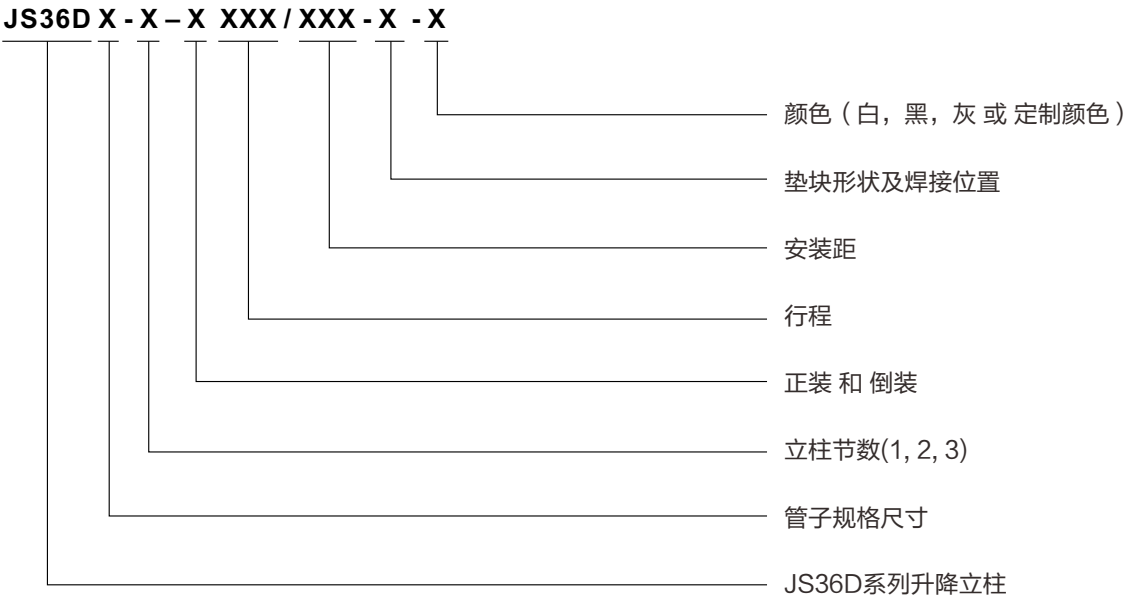 JS36D X - X – X XXX / XXX - X - X
颜色（白，黑，灰 或 定制颜色）
垫块形状及焊接位置
安装距
行程
正装 和 倒装
立柱节数(1, 2, 3)
管子规格尺寸
JS36D系列升降立柱